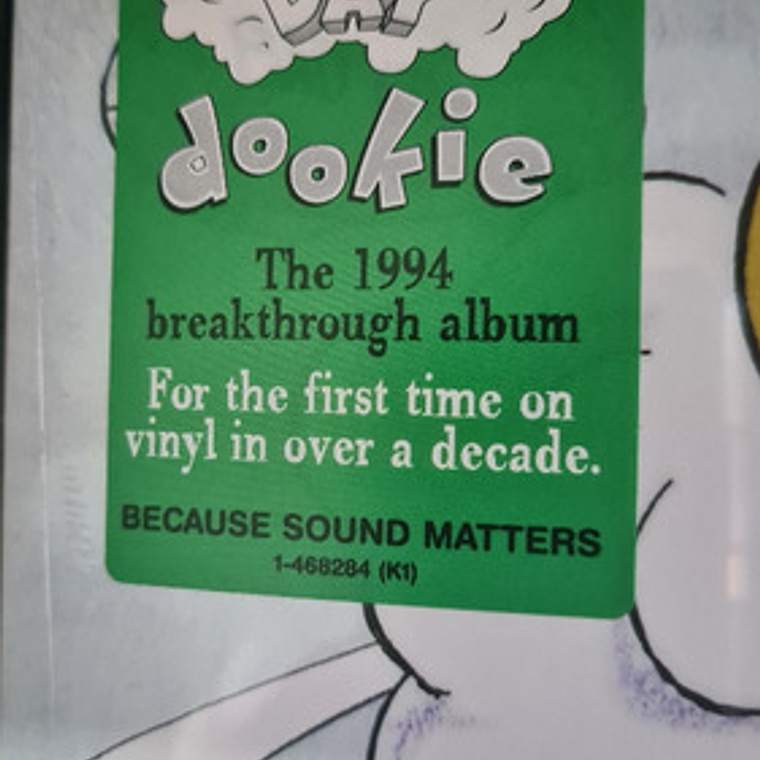 DAY
dookie
The 1994
breakthrough album
For the first time on
vinyl in over a decade.
BECAUSE SOUND MATTERS
1-468284 (K1)